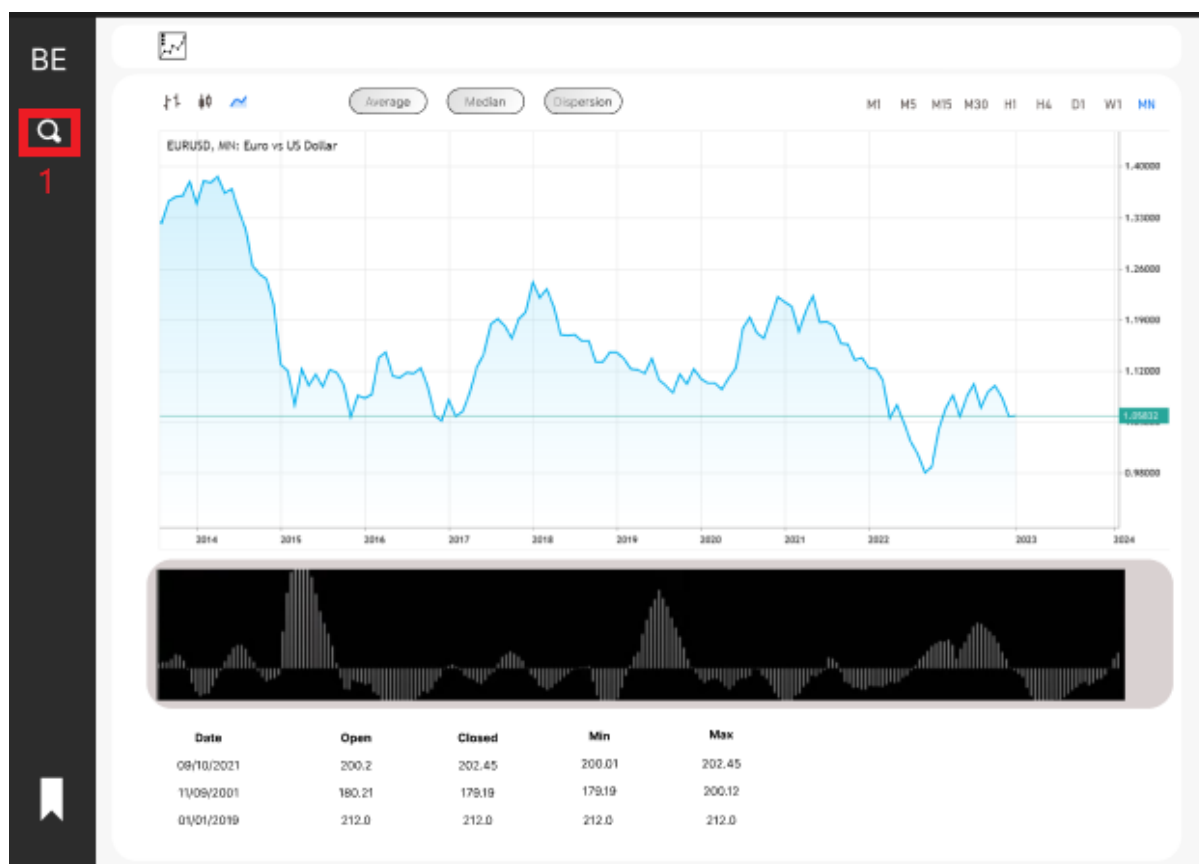 BE
1
Average Median Dispersion M1 M5 M15 M30 H1 H4 D1 W1 MN
EURUSD, MN: Euro vs US Dollar
1.40000
1.33000
1.26000
1.19000
1.12000
1.05832
0.98000
2014 2015 2016 2017 2018 2019 2020 2021 2022 2023 2024
Date Open Closed Min Max
09/10/2021 200.2 202.45 200.01 202.45
11/09/2001 180.21 179.19 179.19 200.12
01/01/2019 212.0 212.0 212.0 212.0